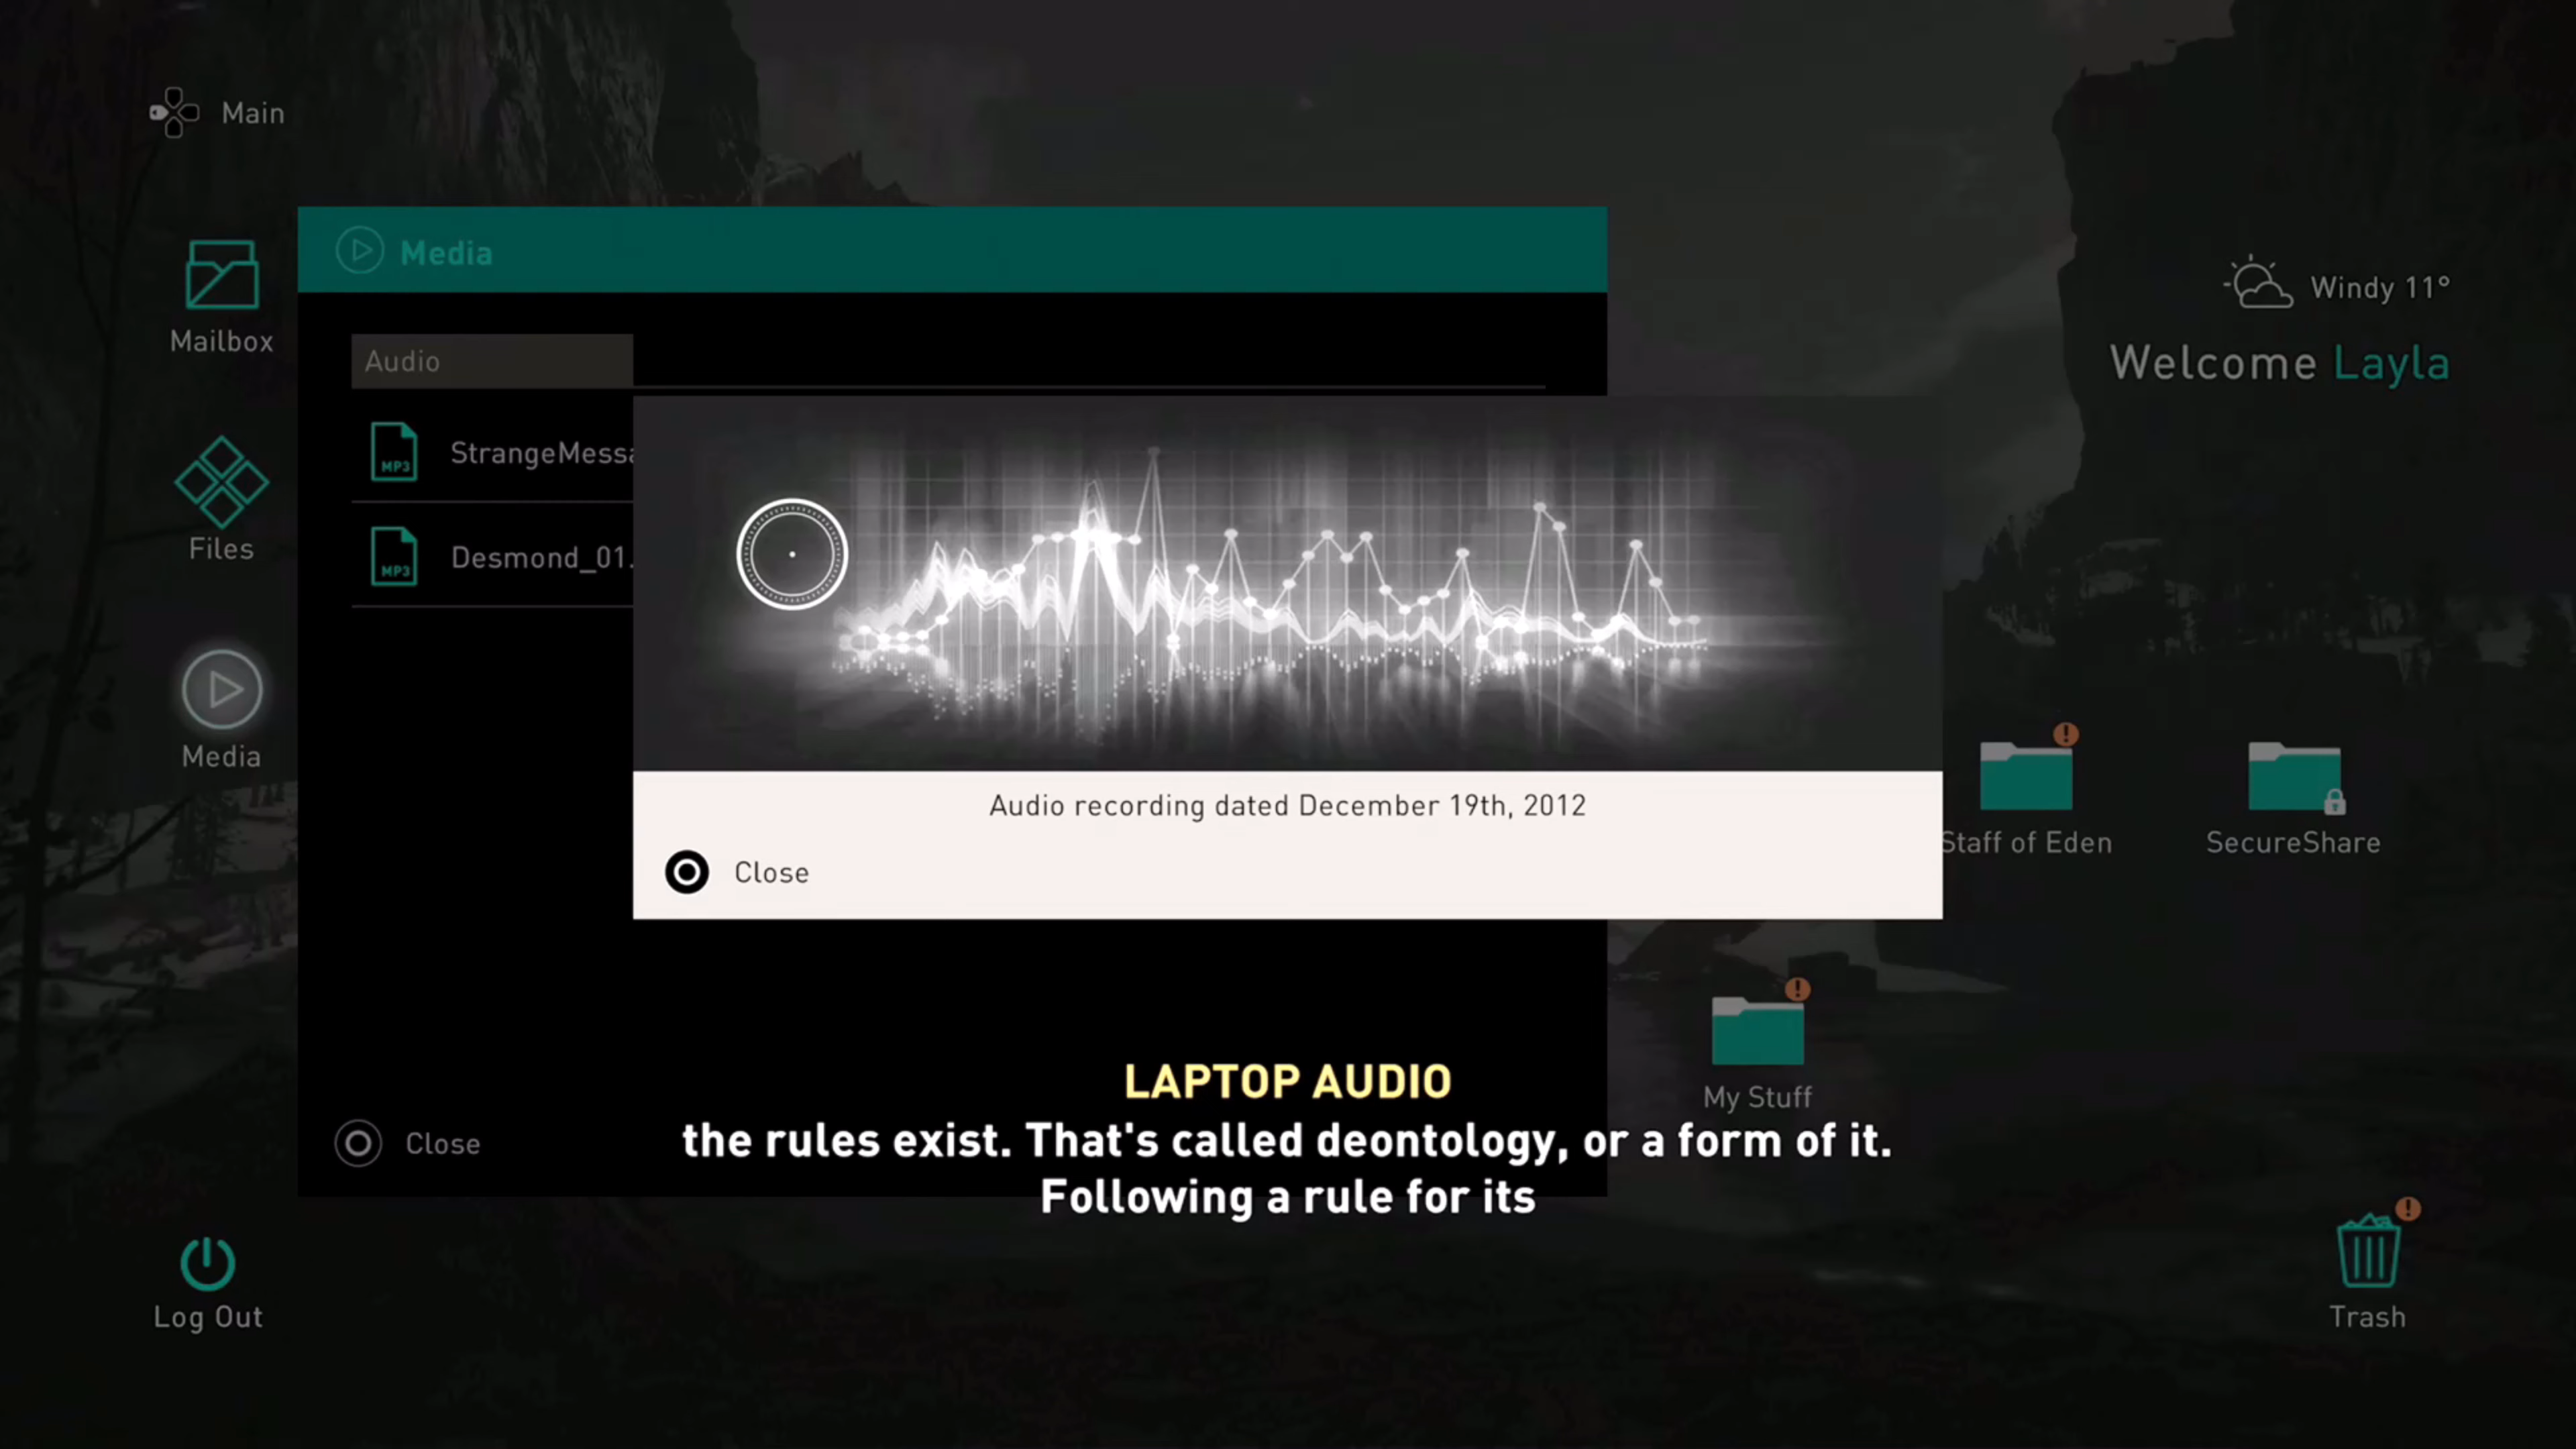 Main
Media
Windy 11°
Welcome Layla
Mailbox
Audio
MP3 StrangeMessa
MP3 Desmond_01.
Files
Media
Audio recording dated December 19th, 2012
Close
Staff of Eden
SecureShare
My Stuff
LAPTOP AUDIO
the rules exist. That's called deontology, or a form of it.
Following a rule for its
Close
Log Out
Trash